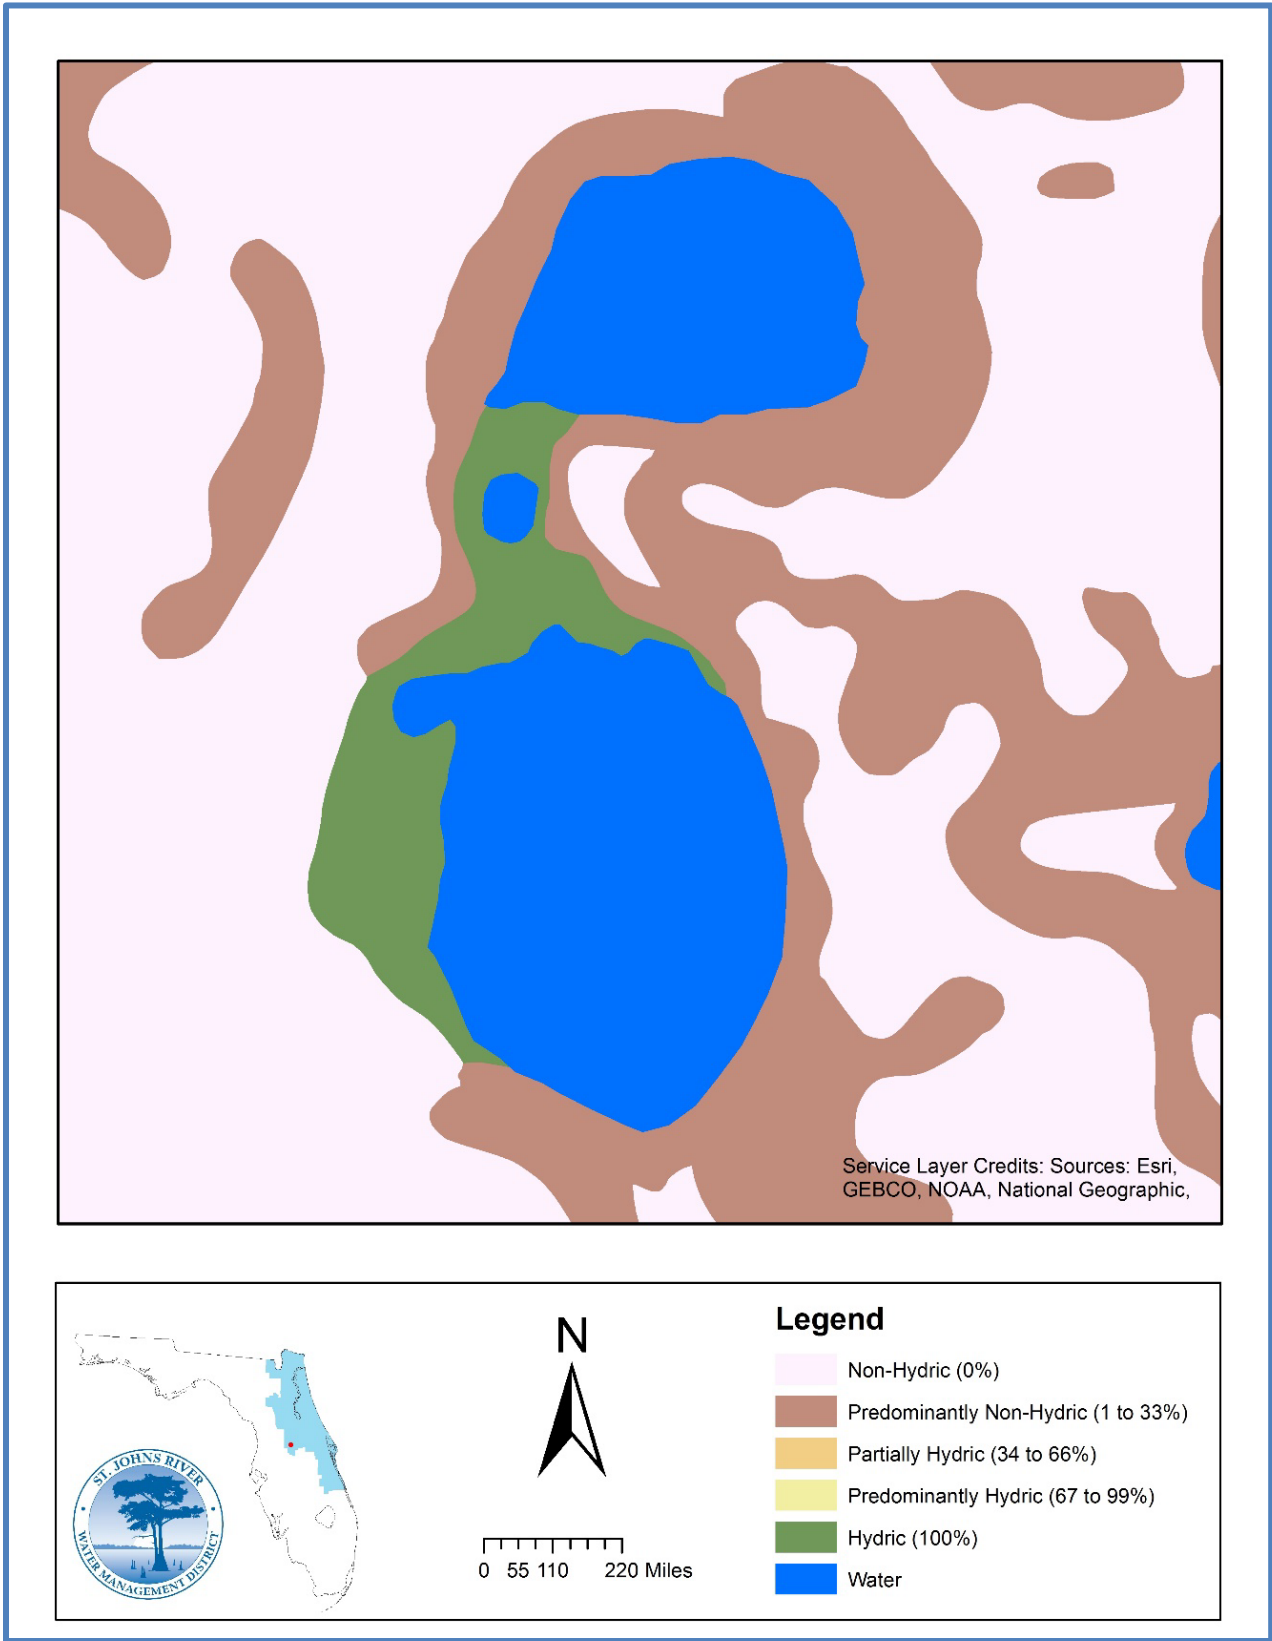 Service Layer Credits: Sources: Esri,
GEBCO, NOAA, National Geographic,
ST. JOHNS RIVER
WATER MANAGEMENT DISTRICT
N
0 55 110 220 Miles
Legend
Non-Hydric (0%)
Predominantly Non-Hydric (1 to 33%)
Partially Hydric (34 to 66%)
Predominantly Hydric (67 to 99%)
Hydric (100%)
Water